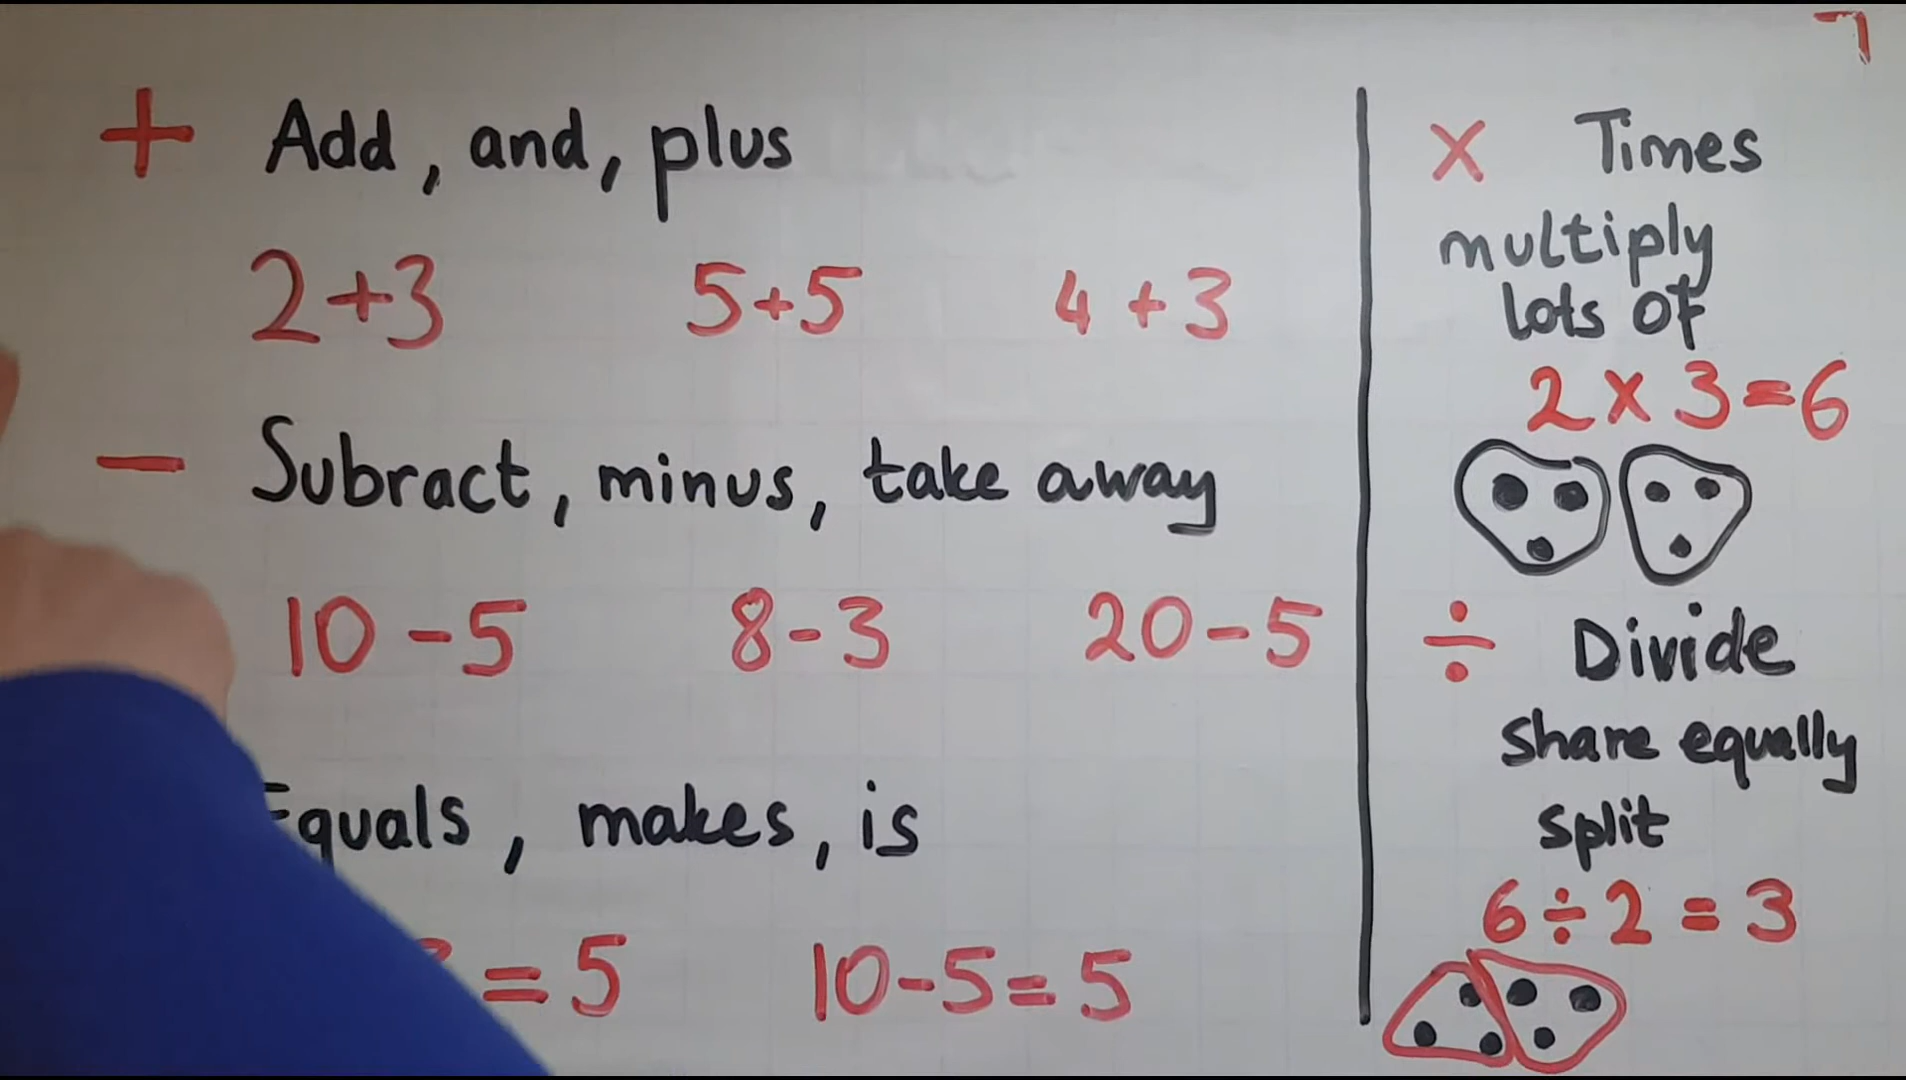 + Add, and, plus
2+3 5+5 4+3
- Subract, minus, take away
10-5 8-3 20-5
Equals, makes, is
= 5 10-5=5
× Times
multiply
lots of
2×3=6
÷ Divide
share equally
split
6÷2=3